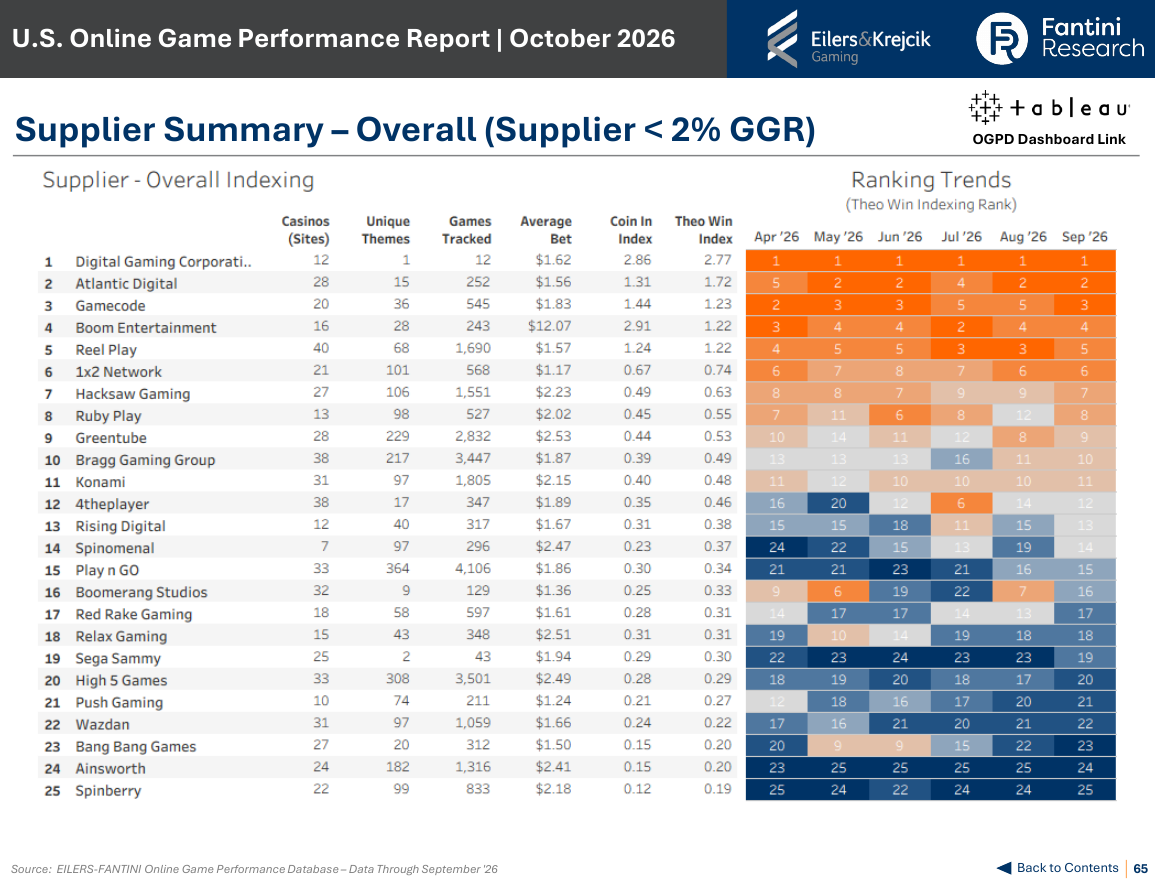 U.S. Online Game Performance Report | October 2026
Eilers&Krejcik
Gaming
Fantini
Research
Supplier Summary – Overall (Supplier < 2% GGR)
+ a b l e a u
OGPD Dashboard Link
Supplier - Overall Indexing
Ranking Trends
(Theo Win Indexing Rank)
Casinos (Sites) Unique Themes Games Tracked Average Bet Coin In Index Theo Win Index Apr '26 May '26 Jun '26 Jul '26 Aug '26 Sep '26
1 Digital Gaming Corporati.. 12 1 12 $1.62 2.86 2.77 1 1 1 1 1 1
2 Atlantic Digital 28 15 252 $1.56 1.31 1.72 5 2 2 4 2 2
3 Gamecode 20 36 545 $1.83 1.44 1.23 2 3 3 5 5 3
4 Boom Entertainment 16 28 243 $12.07 2.91 1.22 3 4 4 2 4 4
5 Reel Play 40 68 1,690 $1.57 1.24 1.22 4 5 5 3 3 5
6 1x2 Network 21 101 568 $1.17 0.67 0.74 6 7 8 7 6 6
7 Hacksaw Gaming 27 106 1,551 $2.23 0.49 0.63 8 8 7 9 9 7
8 Ruby Play 13 98 527 $2.02 0.45 0.55 7 11 6 8 12 8
9 Greentube 28 229 2,832 $2.53 0.44 0.53 10 14 11 12 8 9
10 Bragg Gaming Group 38 217 3,447 $1.87 0.39 0.49 13 13 13 16 11 10
11 Konami 31 97 1,805 $2.15 0.40 0.48 11 12 10 10 10 11
12 4theplayer 38 17 347 $1.89 0.35 0.46 16 20 12 6 14 12
13 Rising Digital 12 40 317 $1.67 0.31 0.38 15 15 18 11 15 13
14 Spinomenal 7 97 296 $2.47 0.23 0.37 24 22 15 13 19 14
15 Play n GO 33 364 4,106 $1.86 0.30 0.34 21 21 23 21 16 15
16 Boomerang Studios 32 9 129 $1.36 0.25 0.33 9 6 19 22 7 16
17 Red Rake Gaming 18 58 597 $1.61 0.28 0.31 14 17 17 14 13 17
18 Relax Gaming 15 43 348 $2.51 0.31 0.31 19 10 14 19 18 18
19 Sega Sammy 25 2 43 $1.94 0.29 0.30 22 23 24 23 23 19
20 High 5 Games 33 308 3,501 $2.49 0.28 0.29 18 19 20 18 17 20
21 Push Gaming 10 74 211 $1.24 0.21 0.27 12 18 16 17 20 21
22 Wazdan 31 97 1,059 $1.66 0.24 0.22 17 16 21 20 21 22
23 Bang Bang Games 27 20 312 $1.50 0.15 0.20 20 9 9 15 22 23
24 Ainsworth 24 182 1,316 $2.41 0.15 0.20 23 25 25 25 25 24
25 Spinberry 22 99 833 $2.18 0.12 0.19 25 24 22 24 24 25
Source: EILERS-FANTINI Online Game Performance Database – Data Through September '26
Back to Contents | 65